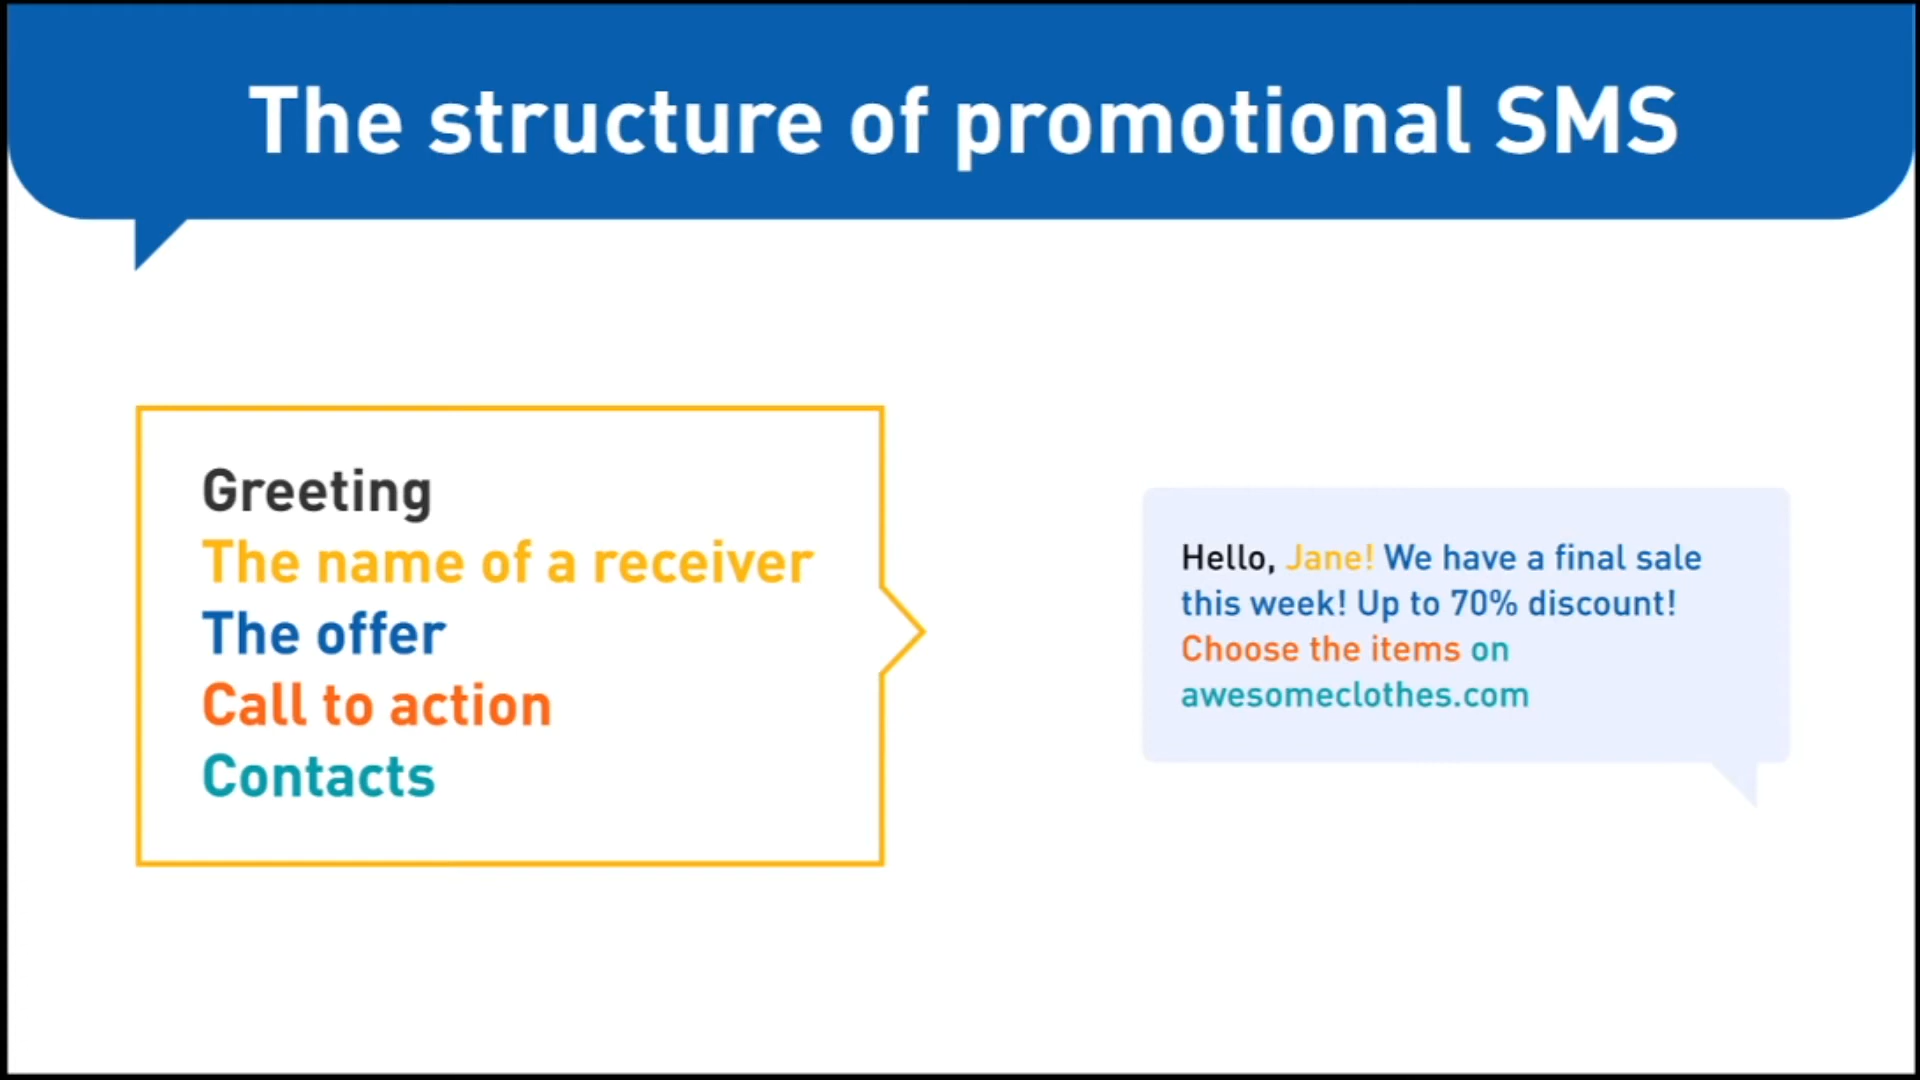 The structure of promotional SMS
Greeting
The name of a receiver
The offer
Call to action
Contacts
Hello, Jane! We have a final sale
this week! Up to 70% discount!
Choose the items on
awesomeclothes.com